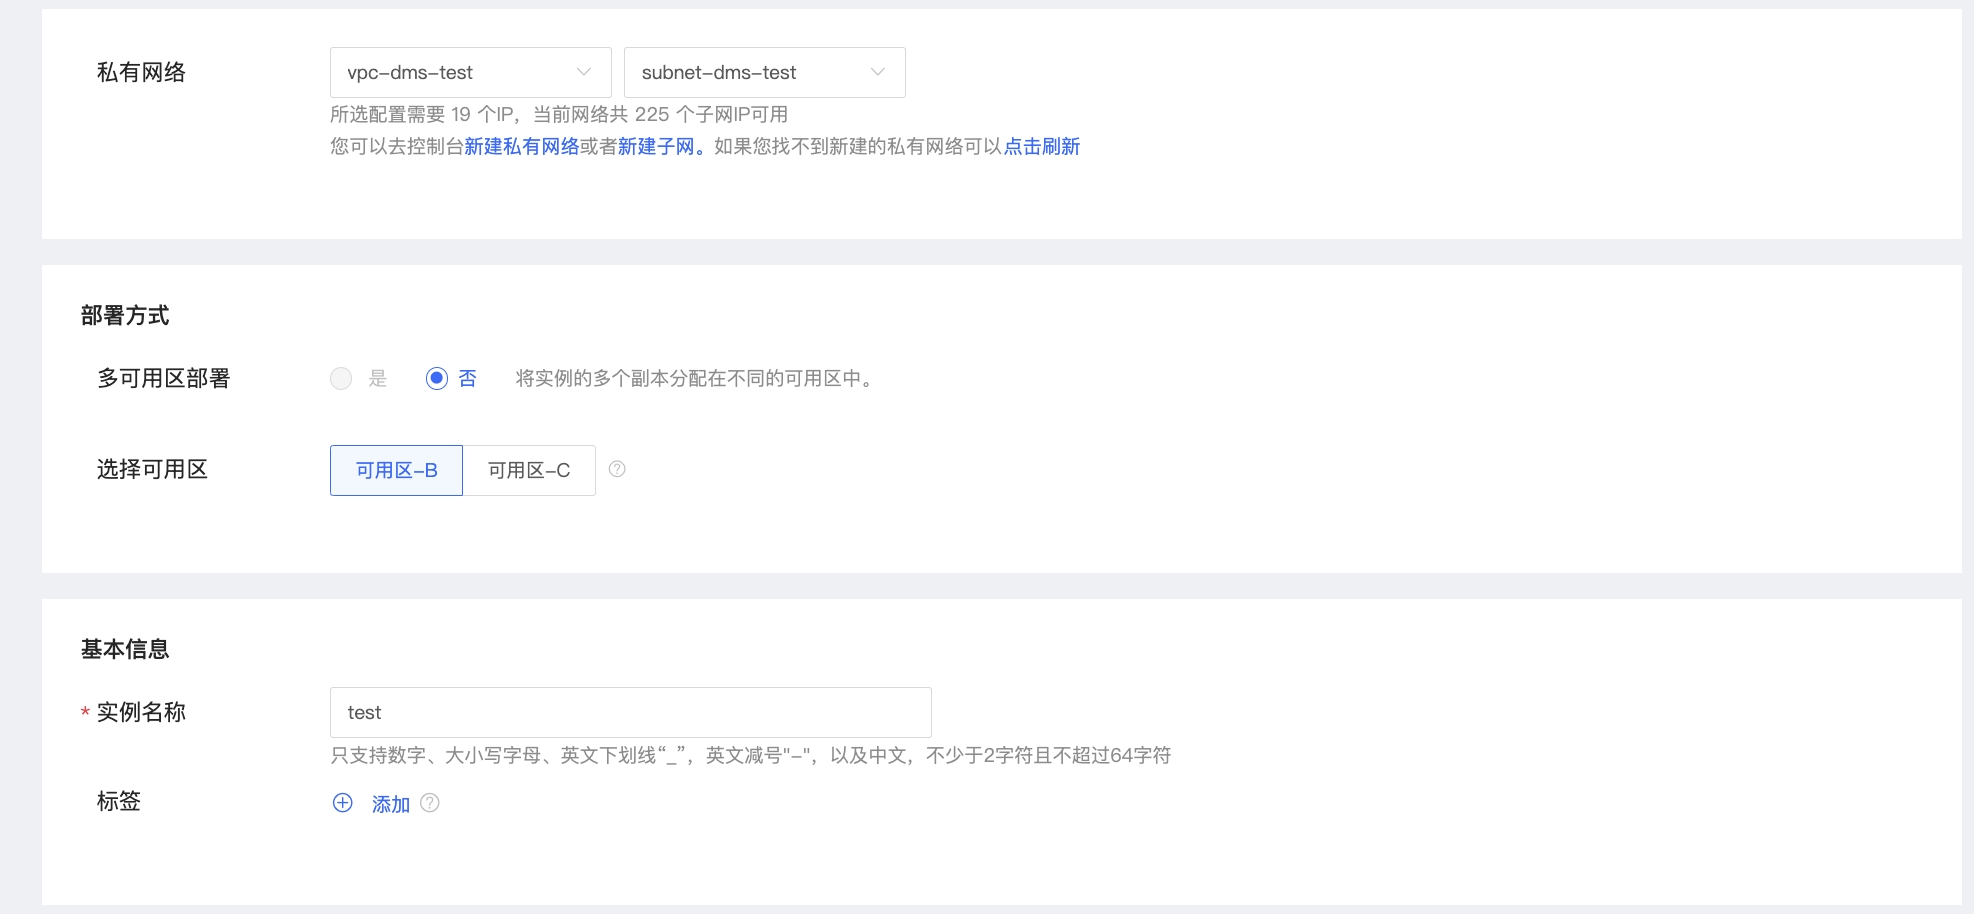 私有网络 vpc-dms-test subnet-dms-test
所选配置需要 19 个IP，当前网络共 225 个子网IP可用
您可以去控制台新建私有网络或者新建子网。如果您找不到新建的私有网络可以点击刷新
部署方式
多可用区部署 是 否 将实例的多个副本分配在不同的可用区中。
选择可用区 可用区-B 可用区-C ?
基本信息
* 实例名称 test
只支持数字、大小写字母、英文下划线“_”，英文减号"-"，以及中文，不少于2字符且不超过64字符
标签 添加 ?